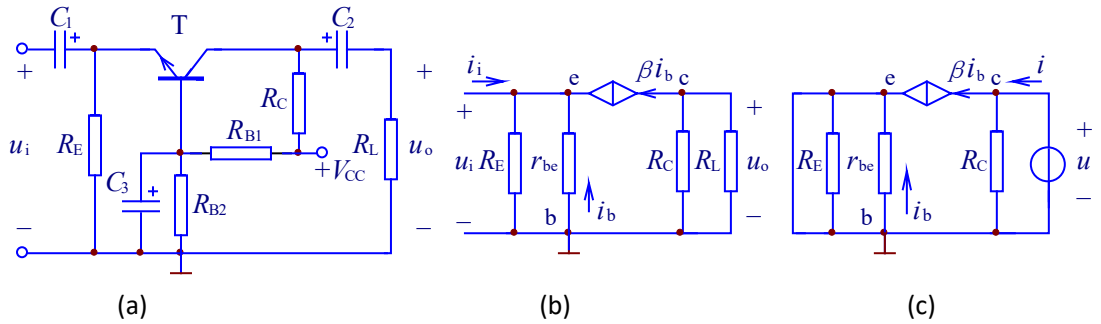 C1 + T + C2
+ +
ui RE RC RL uo
RB1
+VCC
C3 + RB2
− −
(a)
ii e βib c
+ +
ui RE rbe RC RL uo
ib
− b −
(b)
e βib c i
+
RE rbe RC u
ib −
b
(c)